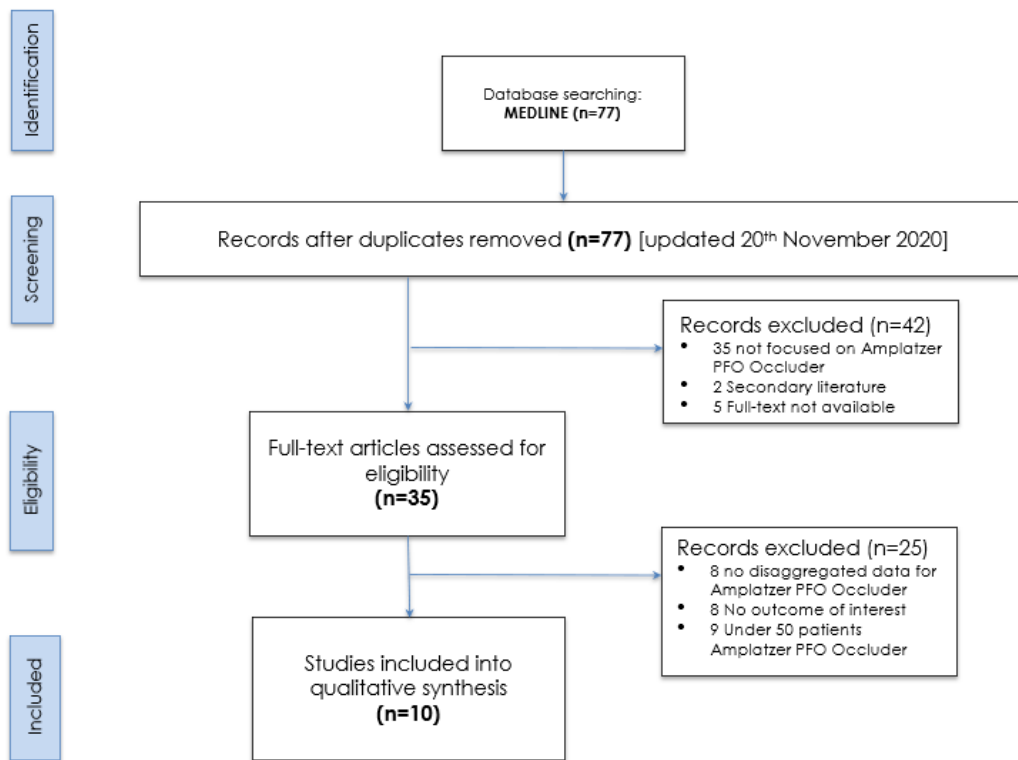 Identification
Database searching:
MEDLINE (n=77)
Screening
Records after duplicates removed (n=77) [updated 20th November 2020]
Records excluded (n=42)
• 35 not focused on Amplatzer
PFO Occluder
• 2 Secondary literature
• 5 Full-text not available
Eligibility
Full-text articles assessed for
eligibility
(n=35)
Records excluded (n=25)
• 8 no disaggregated data for
Amplatzer PFO Occluder
• 8 No outcome of interest
• 9 Under 50 patients
Amplatzer PFO Occluder
Included
Studies included into
qualitative synthesis
(n=10)